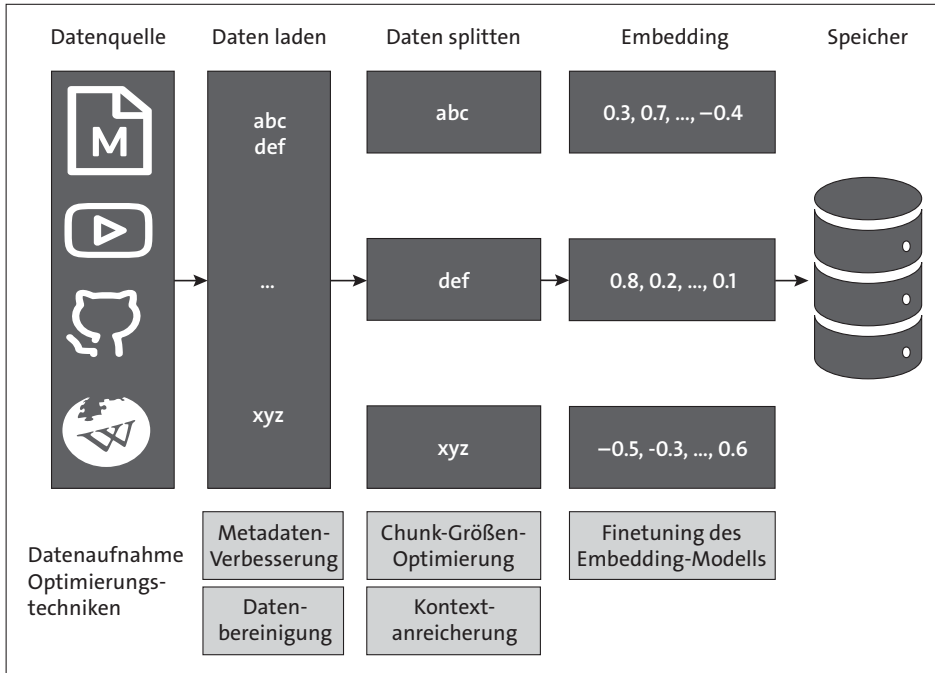 Datenquelle
Daten laden
Daten splitten
Embedding
Speicher
M
W
abc
def
...
xyz
abc
def
xyz
0.3, 0.7, ..., −0.4
0.8, 0.2, ..., 0.1
−0.5, -0.3, ..., 0.6
Datenaufnahme
Optimierungs-
techniken
Metadaten-
Verbesserung
Daten-
bereinigung
Chunk-Größen-
Optimierung
Kontext-
anreicherung
Finetuning des
Embedding-Modells